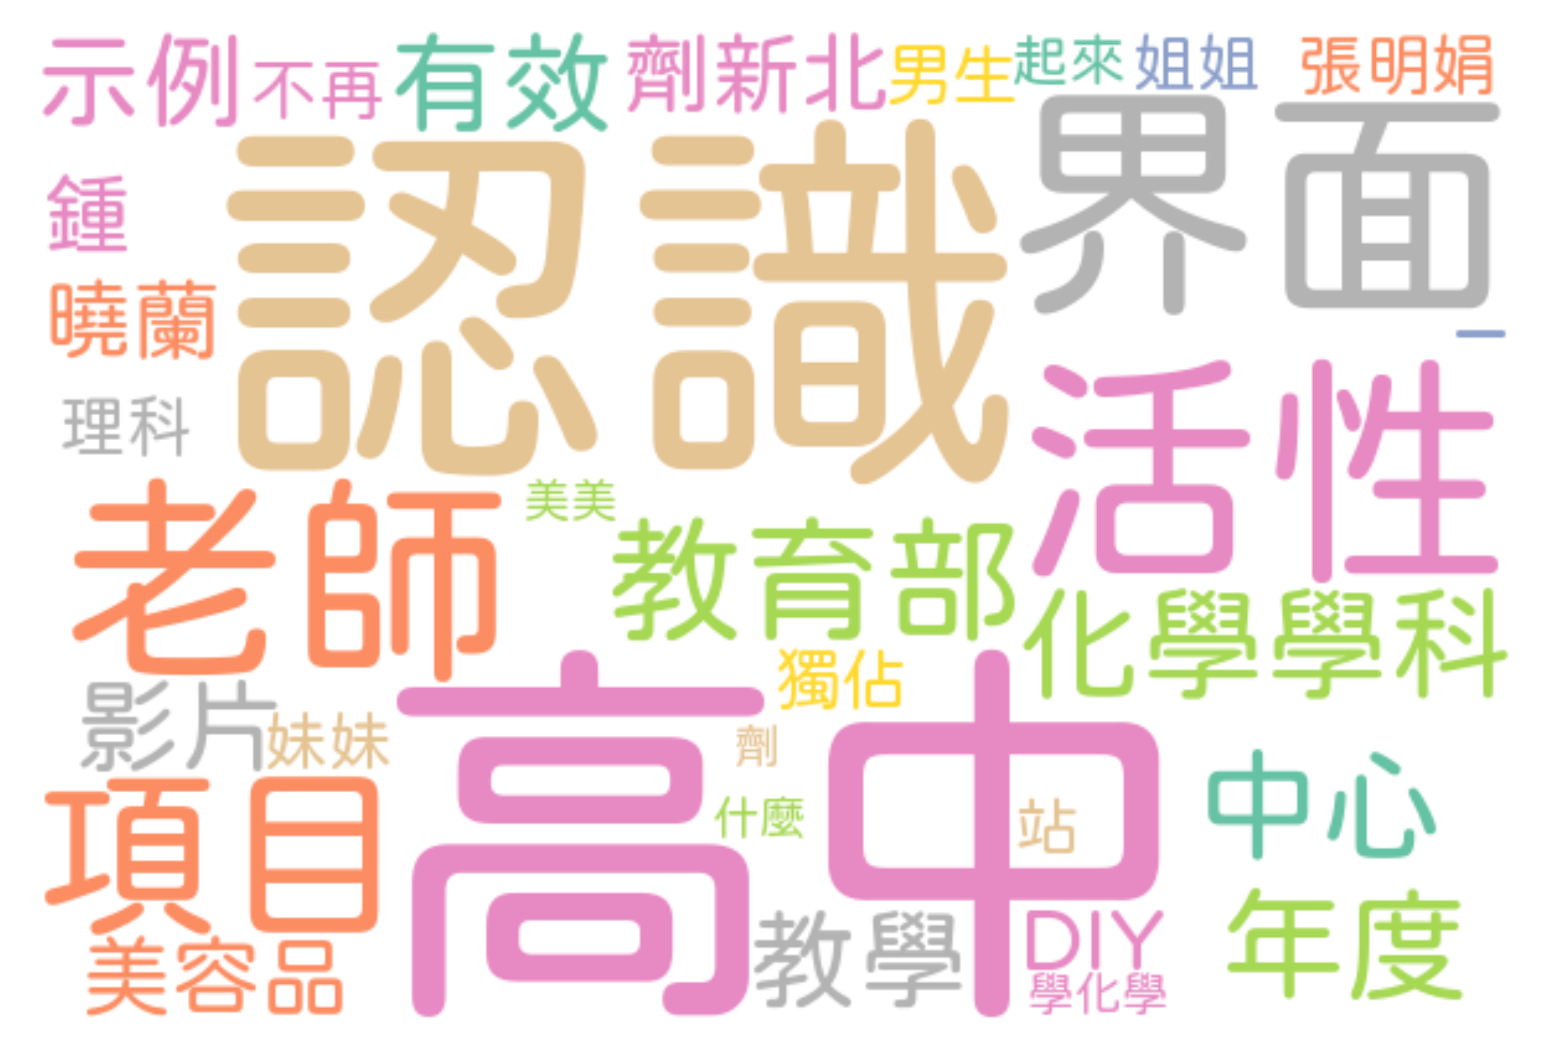 示例 不再 有效 劑新北 男生 起來 姐姐 張明娟
鍾 認識 界面
曉蘭
一
理科 活性
老師 美美 教育部
化學學科
影片 妹妹 獨佔
高中 劑
項目 什麼 站 中心
美容品 教學 DIY 年度
學化學